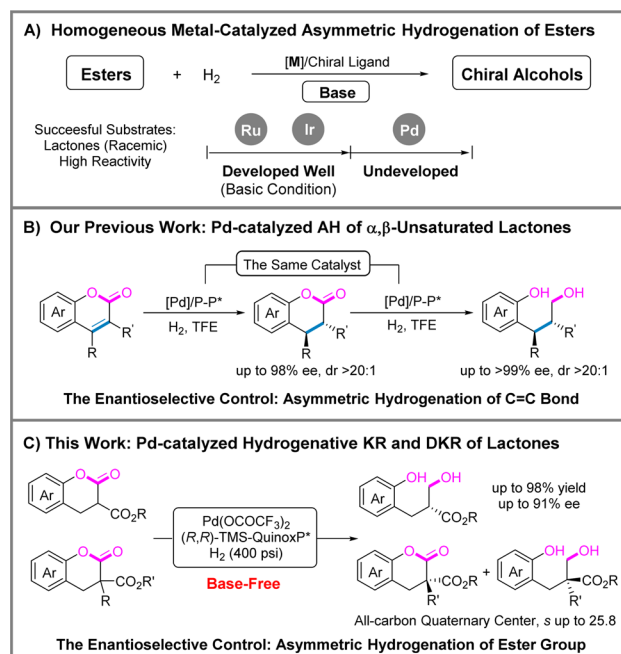 A) Homogeneous Metal-Catalyzed Asymmetric Hydrogenation of Esters
Esters + H2 [M]/Chiral Ligand Base Chiral Alcohols
Succeesful Substrates:
Lactones (Racemic)
High Reactivity
Ru Ir Pd
Developed Well Undeveloped
(Basic Condition)
B) Our Previous Work: Pd-catalyzed AH of α,β-Unsaturated Lactones
The Same Catalyst
O O Ar R' R
[Pd]/P-P*
H2, TFE
O O Ar R' R
[Pd]/P-P*
H2, TFE
OH OH Ar R' R
up to 98% ee, dr >20:1
up to >99% ee, dr >20:1
The Enantioselective Control: Asymmetric Hydrogenation of C=C Bond
C) This Work: Pd-catalyzed Hydrogenative KR and DKR of Lactones
O O Ar CO2R
O O Ar CO2R' R
Pd(OCOCF3)2
(R,R)-TMS-QuinoxP*
H2 (400 psi)
Base-Free
OH OH Ar CO2R
up to 98% yield
up to 91% ee
O O Ar CO2R R' + OH OH Ar CO2R R'
All-carbon Quaternary Center, s up to 25.8
The Enantioselective Control: Asymmetric Hydrogenation of Ester Group